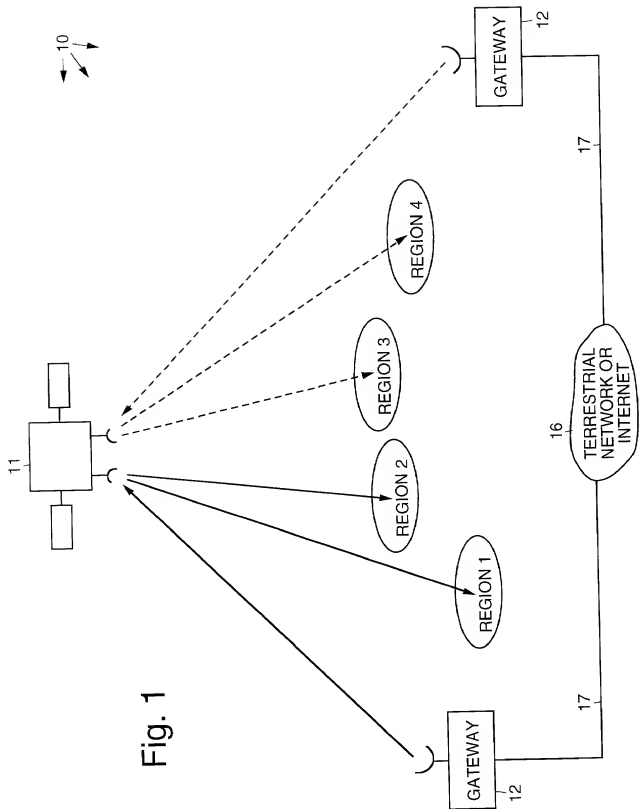 10
11
GATEWAY
12
17
REGION 4
REGION 3
REGION 2
REGION 1
16
TERRESTRIAL
NETWORK OR
INTERNET
17
GATEWAY
12
Fig. 1